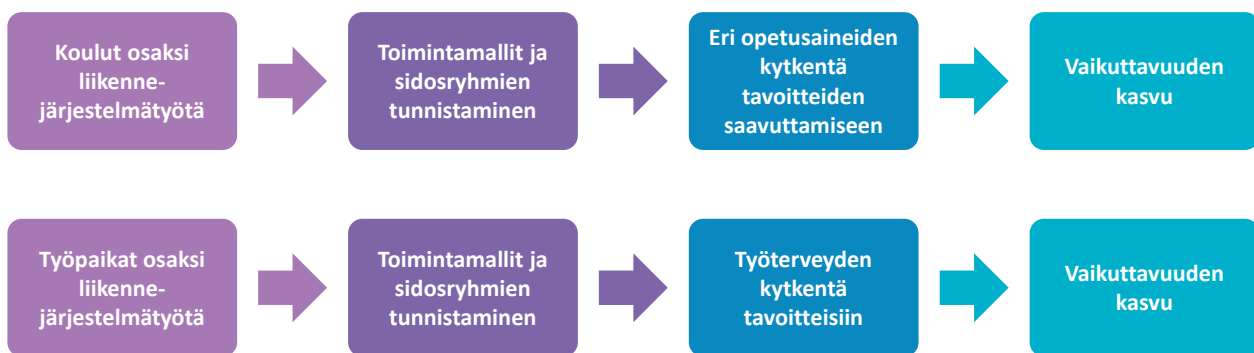 Koulut osaksi
liikenne-
järjestelmätyötä
Toimintamallit ja
sidosryhmien
tunnistaminen
Eri opetusaineiden
kytkentä
tavoitteiden
saavuttamiseen
Vaikuttavuuden
kasvu
Työpaikat osaksi
liikenne-
järjestelmätyötä
Toimintamallit ja
sidosryhmien
tunnistaminen
Työterveyden
kytkentä
tavoitteisiin
Vaikuttavuuden
kasvu